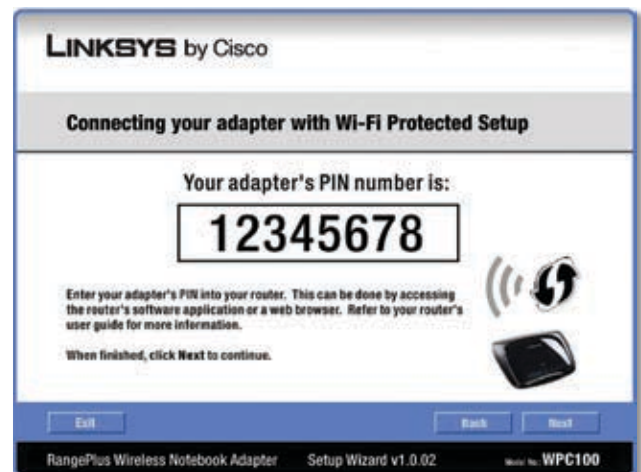 LINKSYS by Cisco
Connecting your adapter with Wi-Fi Protected Setup
Your adapter's PIN number is:
12345678
Enter your adapter's PIN into your router. This can be done by accessing
the router's software application or a web browser. Refer to your router's
user guide for more information.
When finished, click Next to continue.
Exit
Back
Next
RangePlus Wireless Notebook Adapter Setup Wizard v1.0.02 Model No. WPC100